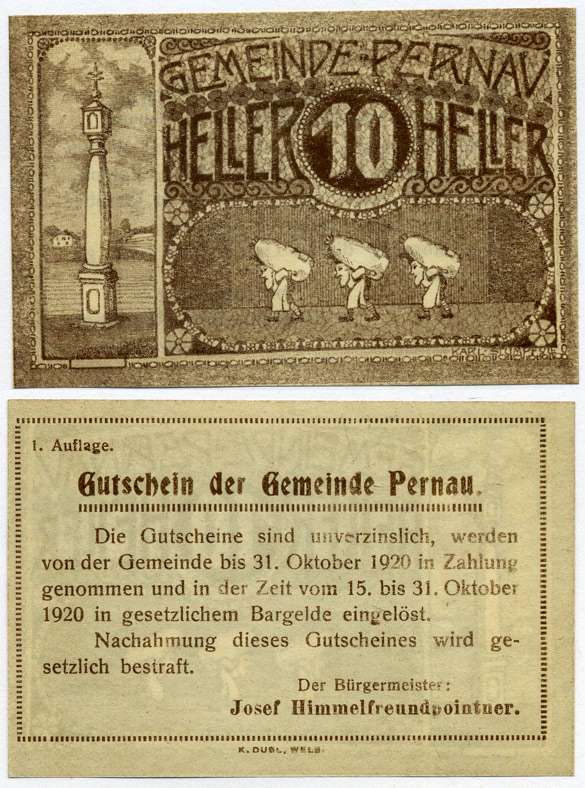 GEMEINDE-PERNAU
HELLER 10 HELLER
1. Auflage.
Gutschein der Gemeinde Pernau.
Die Gutscheine sind unverzinslich, werden
von der Gemeinde bis 31. Oktober 1920 in Zahlung
genommen und in der Zeit vom 15. bis 31. Oktober
1920 in gesetzlichem Bargelde eingelöst.
Nachahmung dieses Gutscheines wird ge-
setzlich bestraft.
Der Bürgermeister:
Josef Himmelfreundpointner.
K. DUBL, WELS.